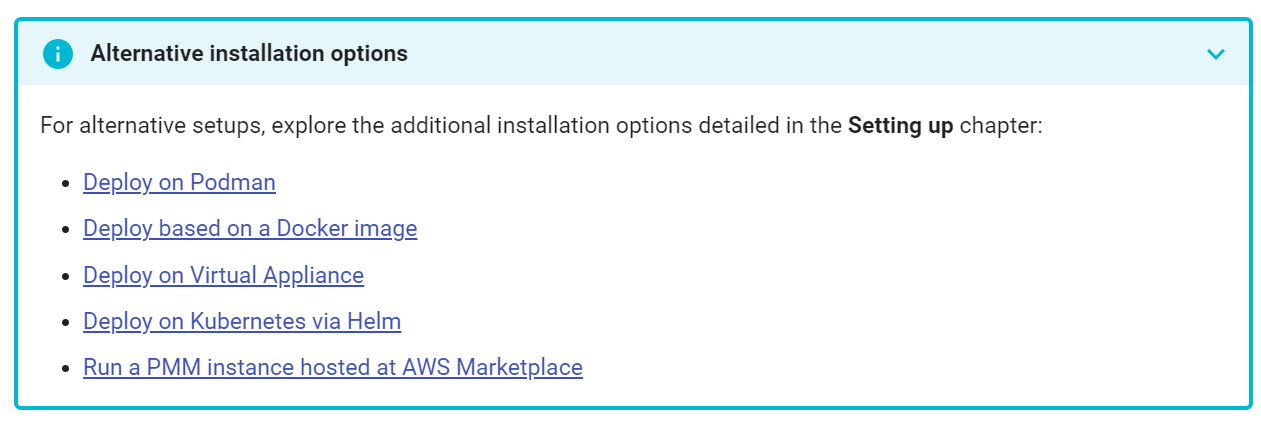 Alternative installation options
For alternative setups, explore the additional installation options detailed in the Setting up chapter:
Deploy on Podman
Deploy based on a Docker image
Deploy on Virtual Appliance
Deploy on Kubernetes via Helm
Run a PMM instance hosted at AWS Marketplace